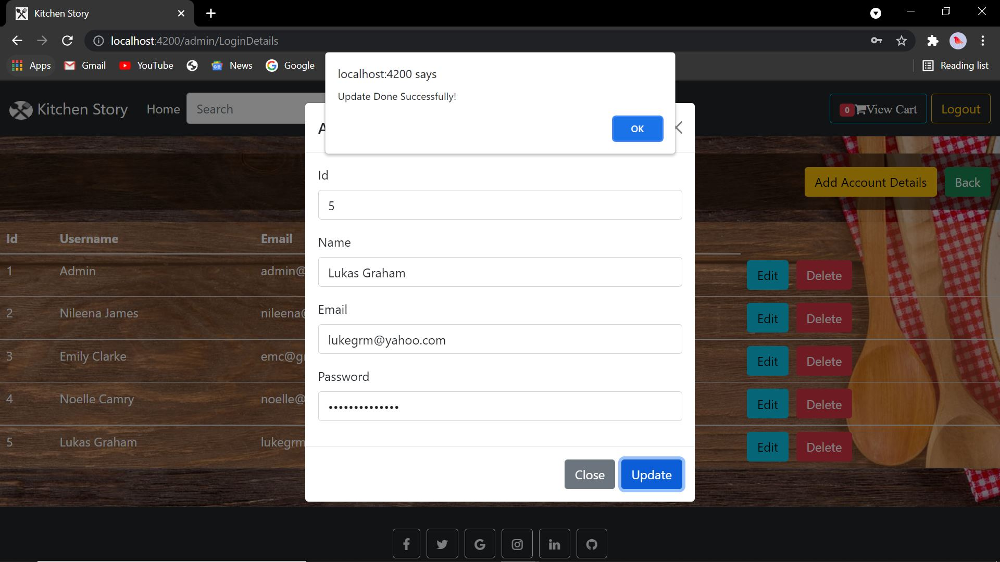 Kitchen Story
localhost:4200/admin/LoginDetails
Apps
Gmail
YouTube
News
Google
Reading list
localhost:4200 says
Update Done Successfully!
OK
Kitchen Story
Home
Search
0
View Cart
Logout
A
Add Account Details
Back
Id
5
Name
Lukas Graham
Email
lukegrm@yahoo.com
Password
Close
Update
Id Username Email
1 Admin admin@ Edit Delete
2 Nileena James nileena@ Edit Delete
3 Emily Clarke emc@g Edit Delete
4 Noelle Camry noelle@ Edit Delete
5 Lukas Graham lukegrm Edit Delete